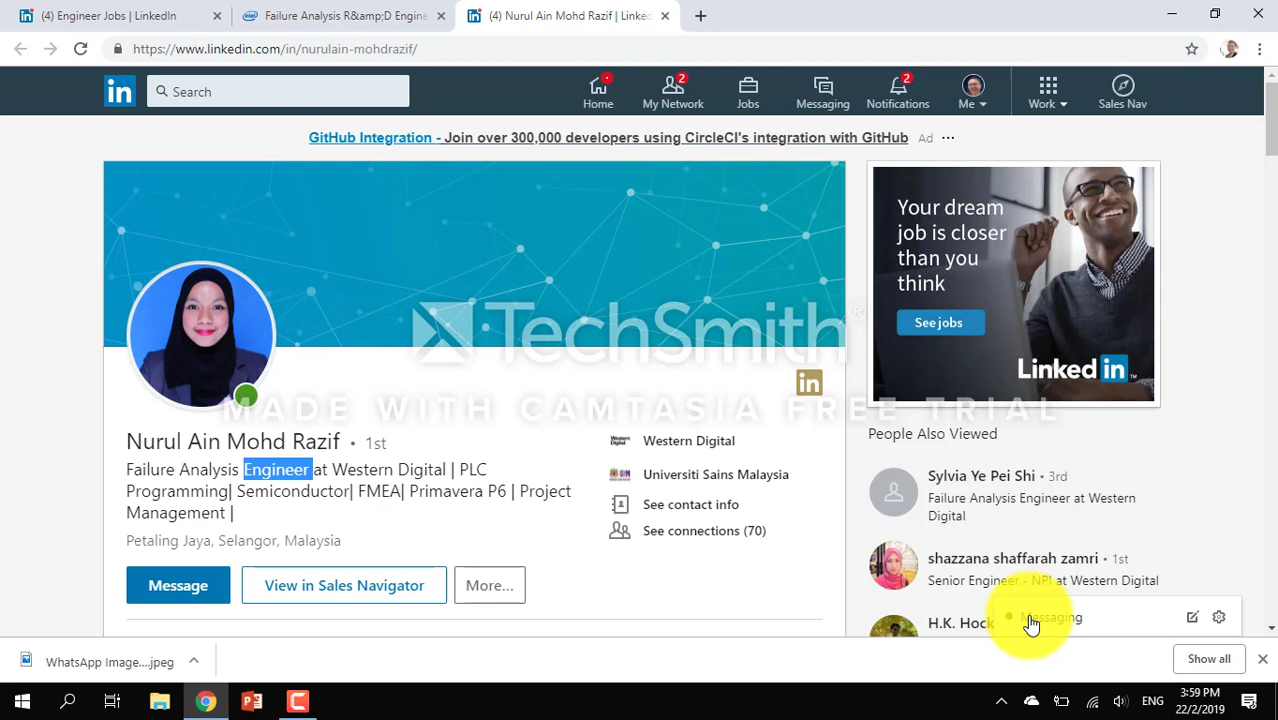 (4) Engineer Jobs | LinkedIn
Failure Analysis R&amp;D Engine
(4) Nurul Ain Mohd Razif | Linke
https://www.linkedin.com/in/nurulain-mohdrazif/
in
Search
Home
My Network
2
Jobs
Messaging
Notifications
2
Me
Work
Sales Nav
GitHub Integration - Join over 300,000 developers using CircleCI's integration with GitHub
Ad
Your dream
job is closer
than you
think
See jobs
Linked in
TechSmith
MADE WITH CAMTASIA FREE TRIAL
in
Nurul Ain Mohd Razif • 1st
Failure Analysis Engineer at Western Digital | PLC
Programming| Semiconductor| FMEA| Primavera P6 | Project
Management |
Petaling Jaya, Selangor, Malaysia
Message
View in Sales Navigator
More...
Western Digital
Universiti Sains Malaysia
See contact info
See connections (70)
People Also Viewed
Sylvia Ye Pei Shi • 3rd
Failure Analysis Engineer at Western
Digital
shazzana shaffarah zamri • 1st
Senior Engineer - NPI at Western Digital
H.K. Hock
Messaging
WhatsApp Image....jpeg
Show all
ENG
3:59 PM
22/2/2019